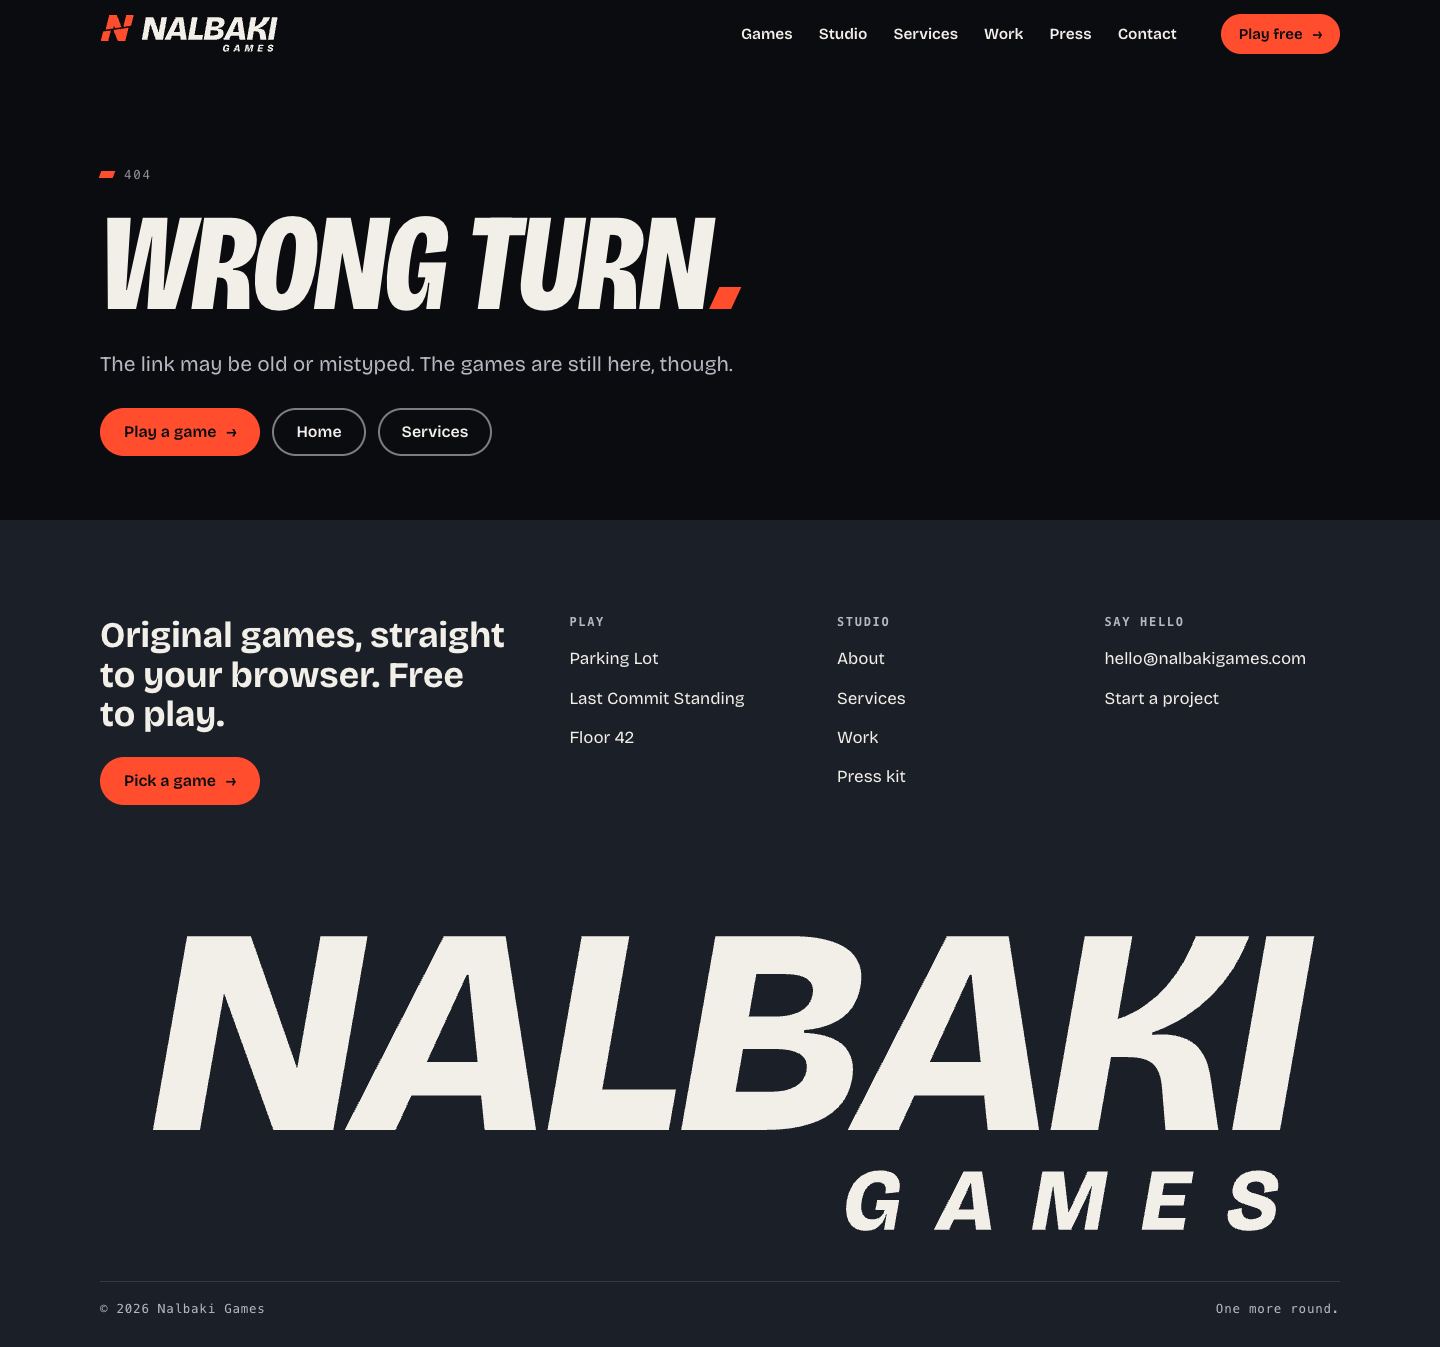 NALBAKI
GAMES
Games Studio Services Work Press Contact Play free →
404
WRONG TURN.
The link may be old or mistyped. The games are still here, though.
Play a game → Home Services
Original games, straight
to your browser. Free
to play.
Pick a game →
PLAY
Parking Lot
Last Commit Standing
Floor 42
STUDIO
About
Services
Work
Press kit
SAY HELLO
hello@nalbakigames.com
Start a project
NALBAKI
GAMES
© 2026 Nalbaki Games
One more round.